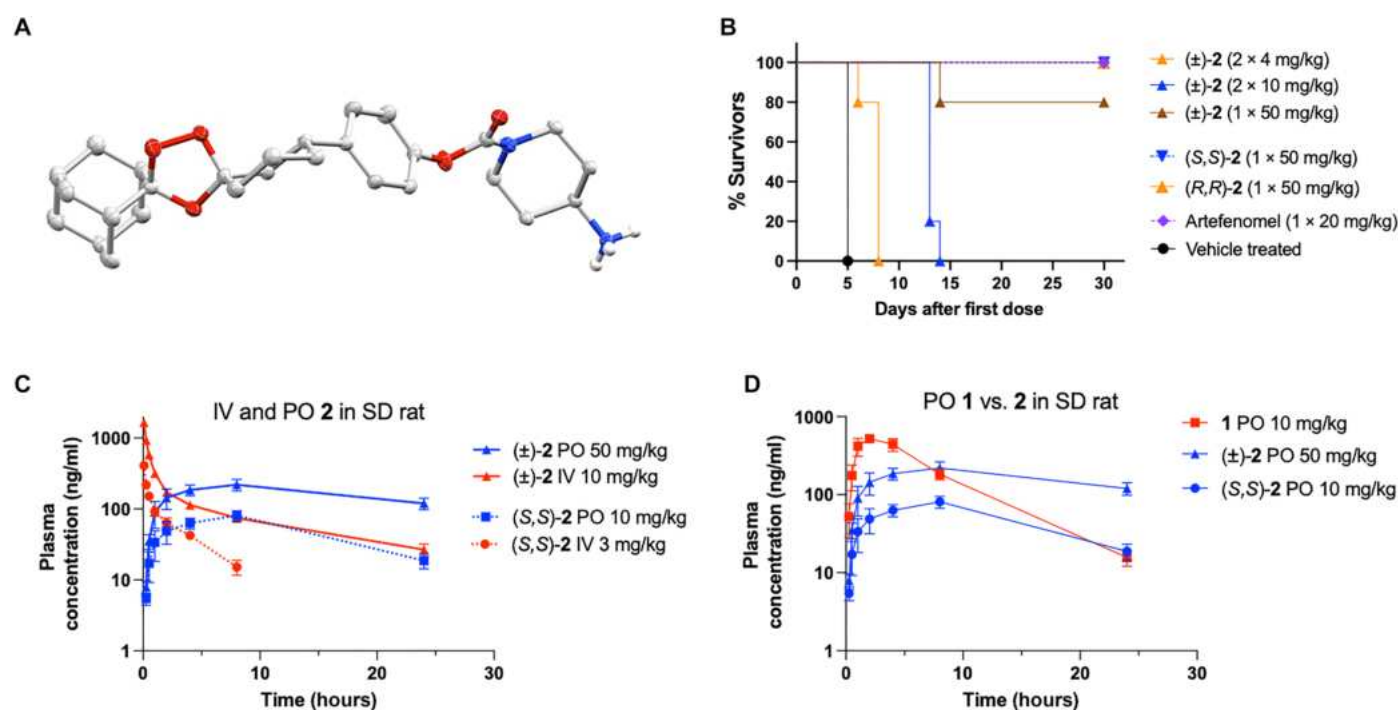 A
B
% Survivors
100
80
60
40
20
0
0 5 10 15 20 25 30
Days after first dose
(±)-2 (2 × 4 mg/kg)
(±)-2 (2 × 10 mg/kg)
(±)-2 (1 × 50 mg/kg)
(S,S)-2 (1 × 50 mg/kg)
(R,R)-2 (1 × 50 mg/kg)
Artefenomel (1 × 20 mg/kg)
Vehicle treated
C
IV and PO 2 in SD rat
Plasma
concentration (ng/ml)
1000
100
10
1
0 10 20 30
Time (hours)
(±)-2 PO 50 mg/kg
(±)-2 IV 10 mg/kg
(S,S)-2 PO 10 mg/kg
(S,S)-2 IV 3 mg/kg
D
PO 1 vs. 2 in SD rat
Plasma
concentration (ng/ml)
1000
100
10
1
0 10 20 30
Time (hours)
1 PO 10 mg/kg
(±)-2 PO 50 mg/kg
(S,S)-2 PO 10 mg/kg